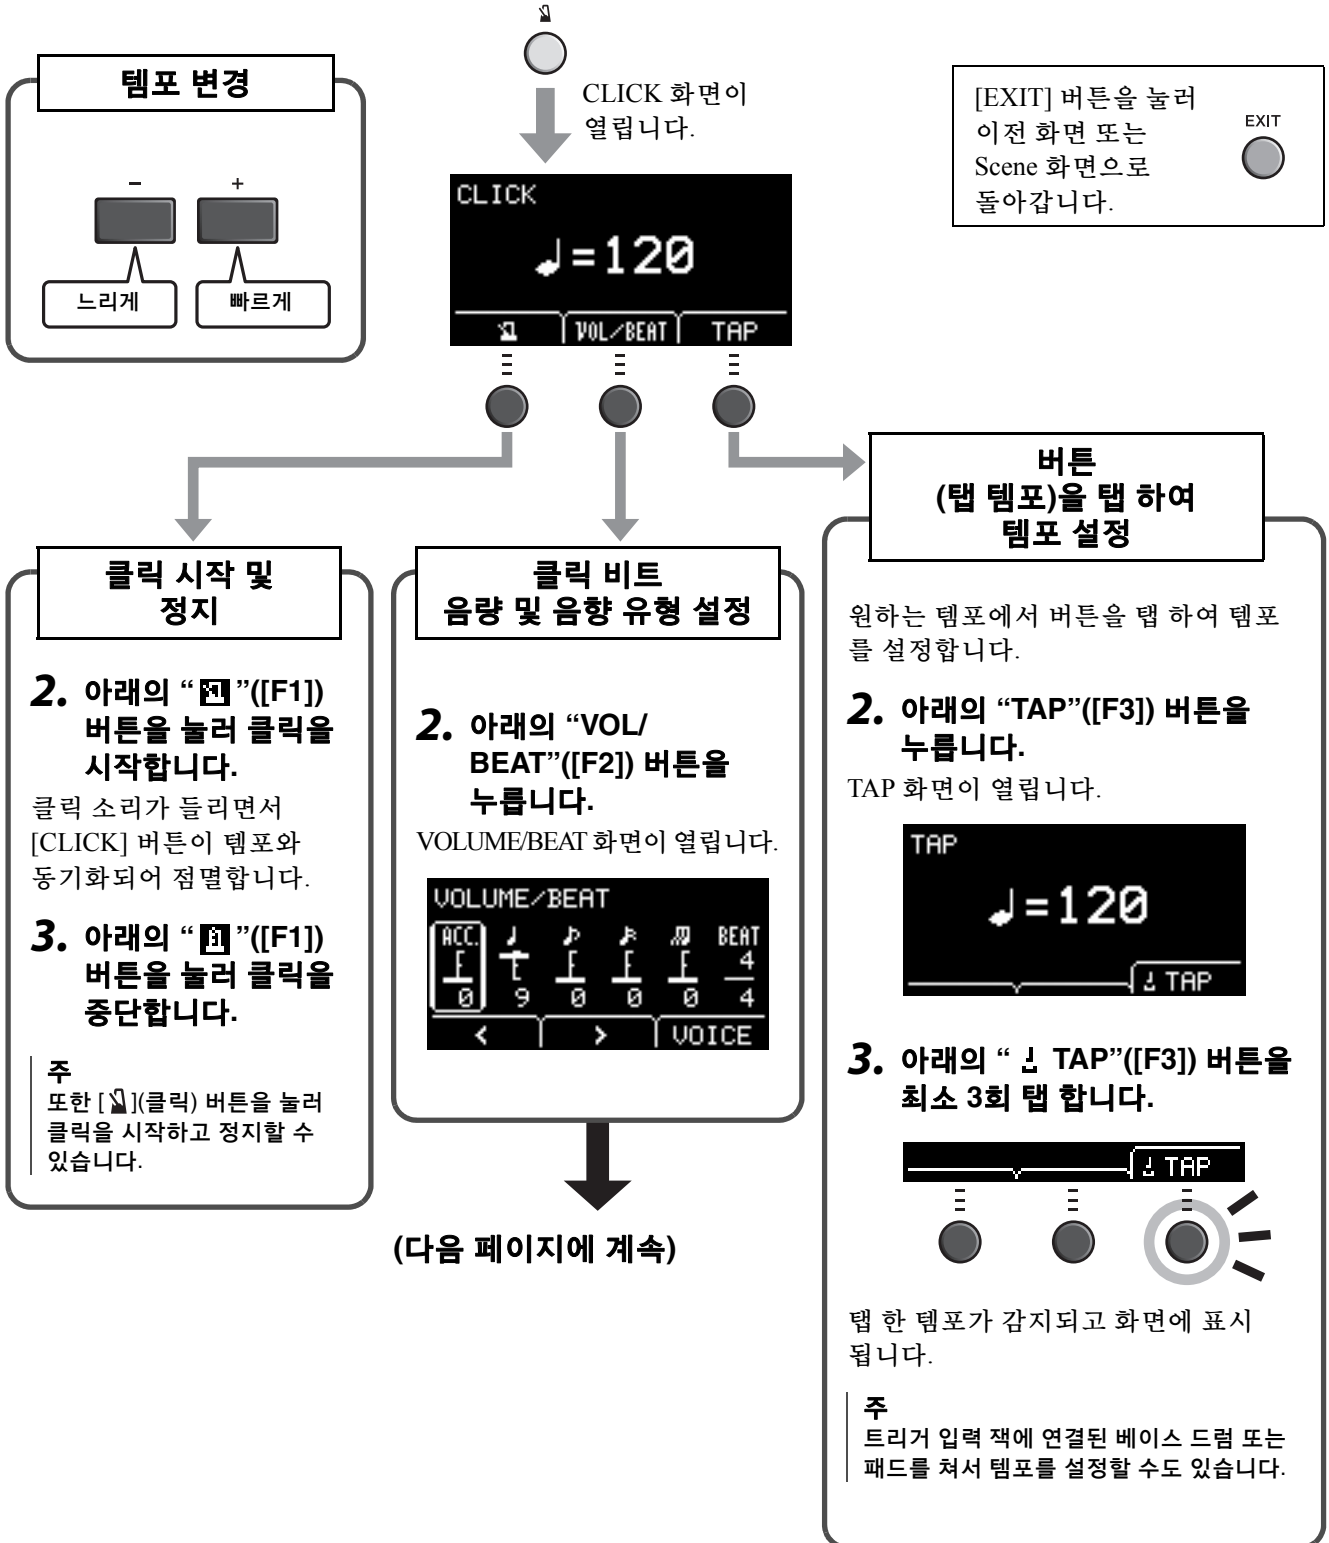 템포 변경
-
+
느리게
빠르게
CLICK 화면이
열립니다.
CLICK
♩=120
VOL/BEAT
TAP
[EXIT] 버튼을 눌러
이전 화면 또는
Scene 화면으로
돌아갑니다.
EXIT
클릭 시작 및
정지
2. 아래의 “ ”([F1])
버튼을 눌러 클릭을
시작합니다.
클릭 소리가 들리면서
[CLICK] 버튼이 템포와
동기화되어 점멸합니다.
3. 아래의 “ ”([F1])
버튼을 눌러 클릭을
중단합니다.
주
또한 [ ](클릭) 버튼을 눌러
클릭을 시작하고 정지할 수
있습니다.
클릭 비트
음량 및 음향 유형 설정
2. 아래의 “VOL/
BEAT”([F2]) 버튼을
누릅니다.
VOLUME/BEAT 화면이 열립니다.
VOLUME/BEAT
ACC. BEAT
4
0 9 0 0 0 4
< > VOICE
(다음 페이지에 계속)
버튼
(탭 템포)을 탭 하여
템포 설정
원하는 템포에서 버튼을 탭 하여 템포
를 설정합니다.
2. 아래의 “TAP”([F3]) 버튼을
누릅니다.
TAP 화면이 열립니다.
TAP
♩=120
TAP
3. 아래의 “ TAP”([F3]) 버튼을
최소 3회 탭 합니다.
TAP
탭 한 템포가 감지되고 화면에 표시
됩니다.
주
트리거 입력 잭에 연결된 베이스 드럼 또는
패드를 쳐서 템포를 설정할 수도 있습니다.